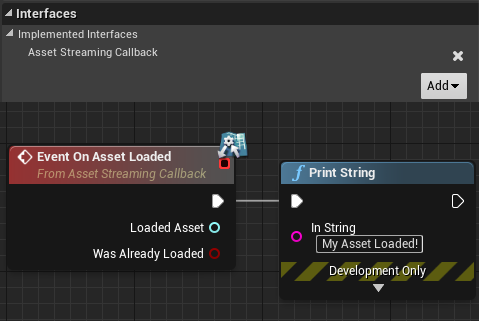 Interfaces
Implemented Interfaces
Asset Streaming Callback
Add
Event On Asset Loaded
From Asset Streaming Callback
Print String
Loaded Asset
In String
My Asset Loaded!
Was Already Loaded
Development Only